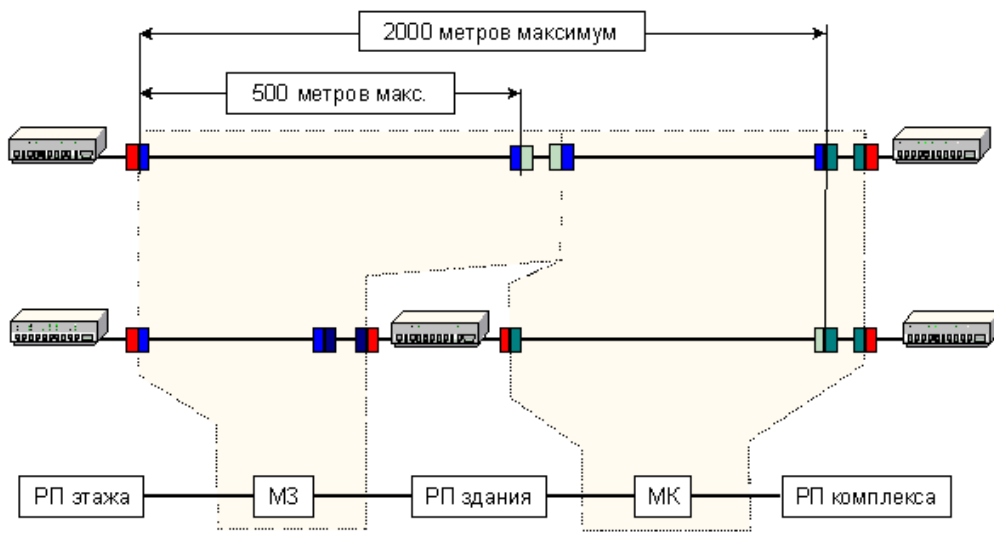 2000 метров максимум
500 метров макс.
РП этажа
МЗ
РП здания
МК
РП комплекса